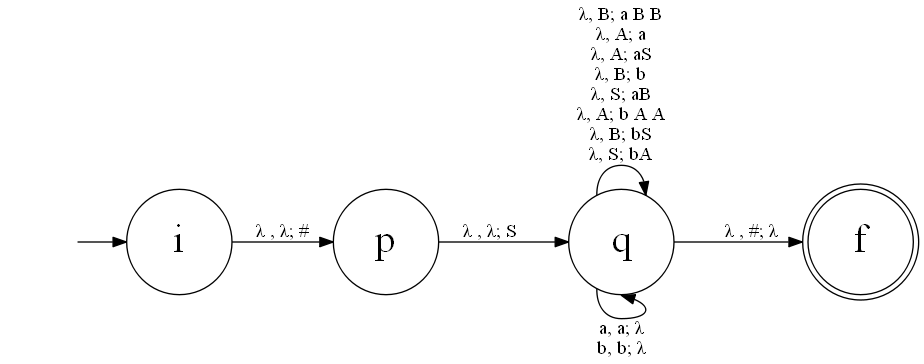 λ, B; a B B
λ, A; a
λ, A; aS
λ, B; b
λ, S; aB
λ, A; b A A
λ, B; bS
λ, S; bA
i
λ , λ; #
p
λ , λ; S
q
λ , #; λ
f
a, a; λ
b, b; λ